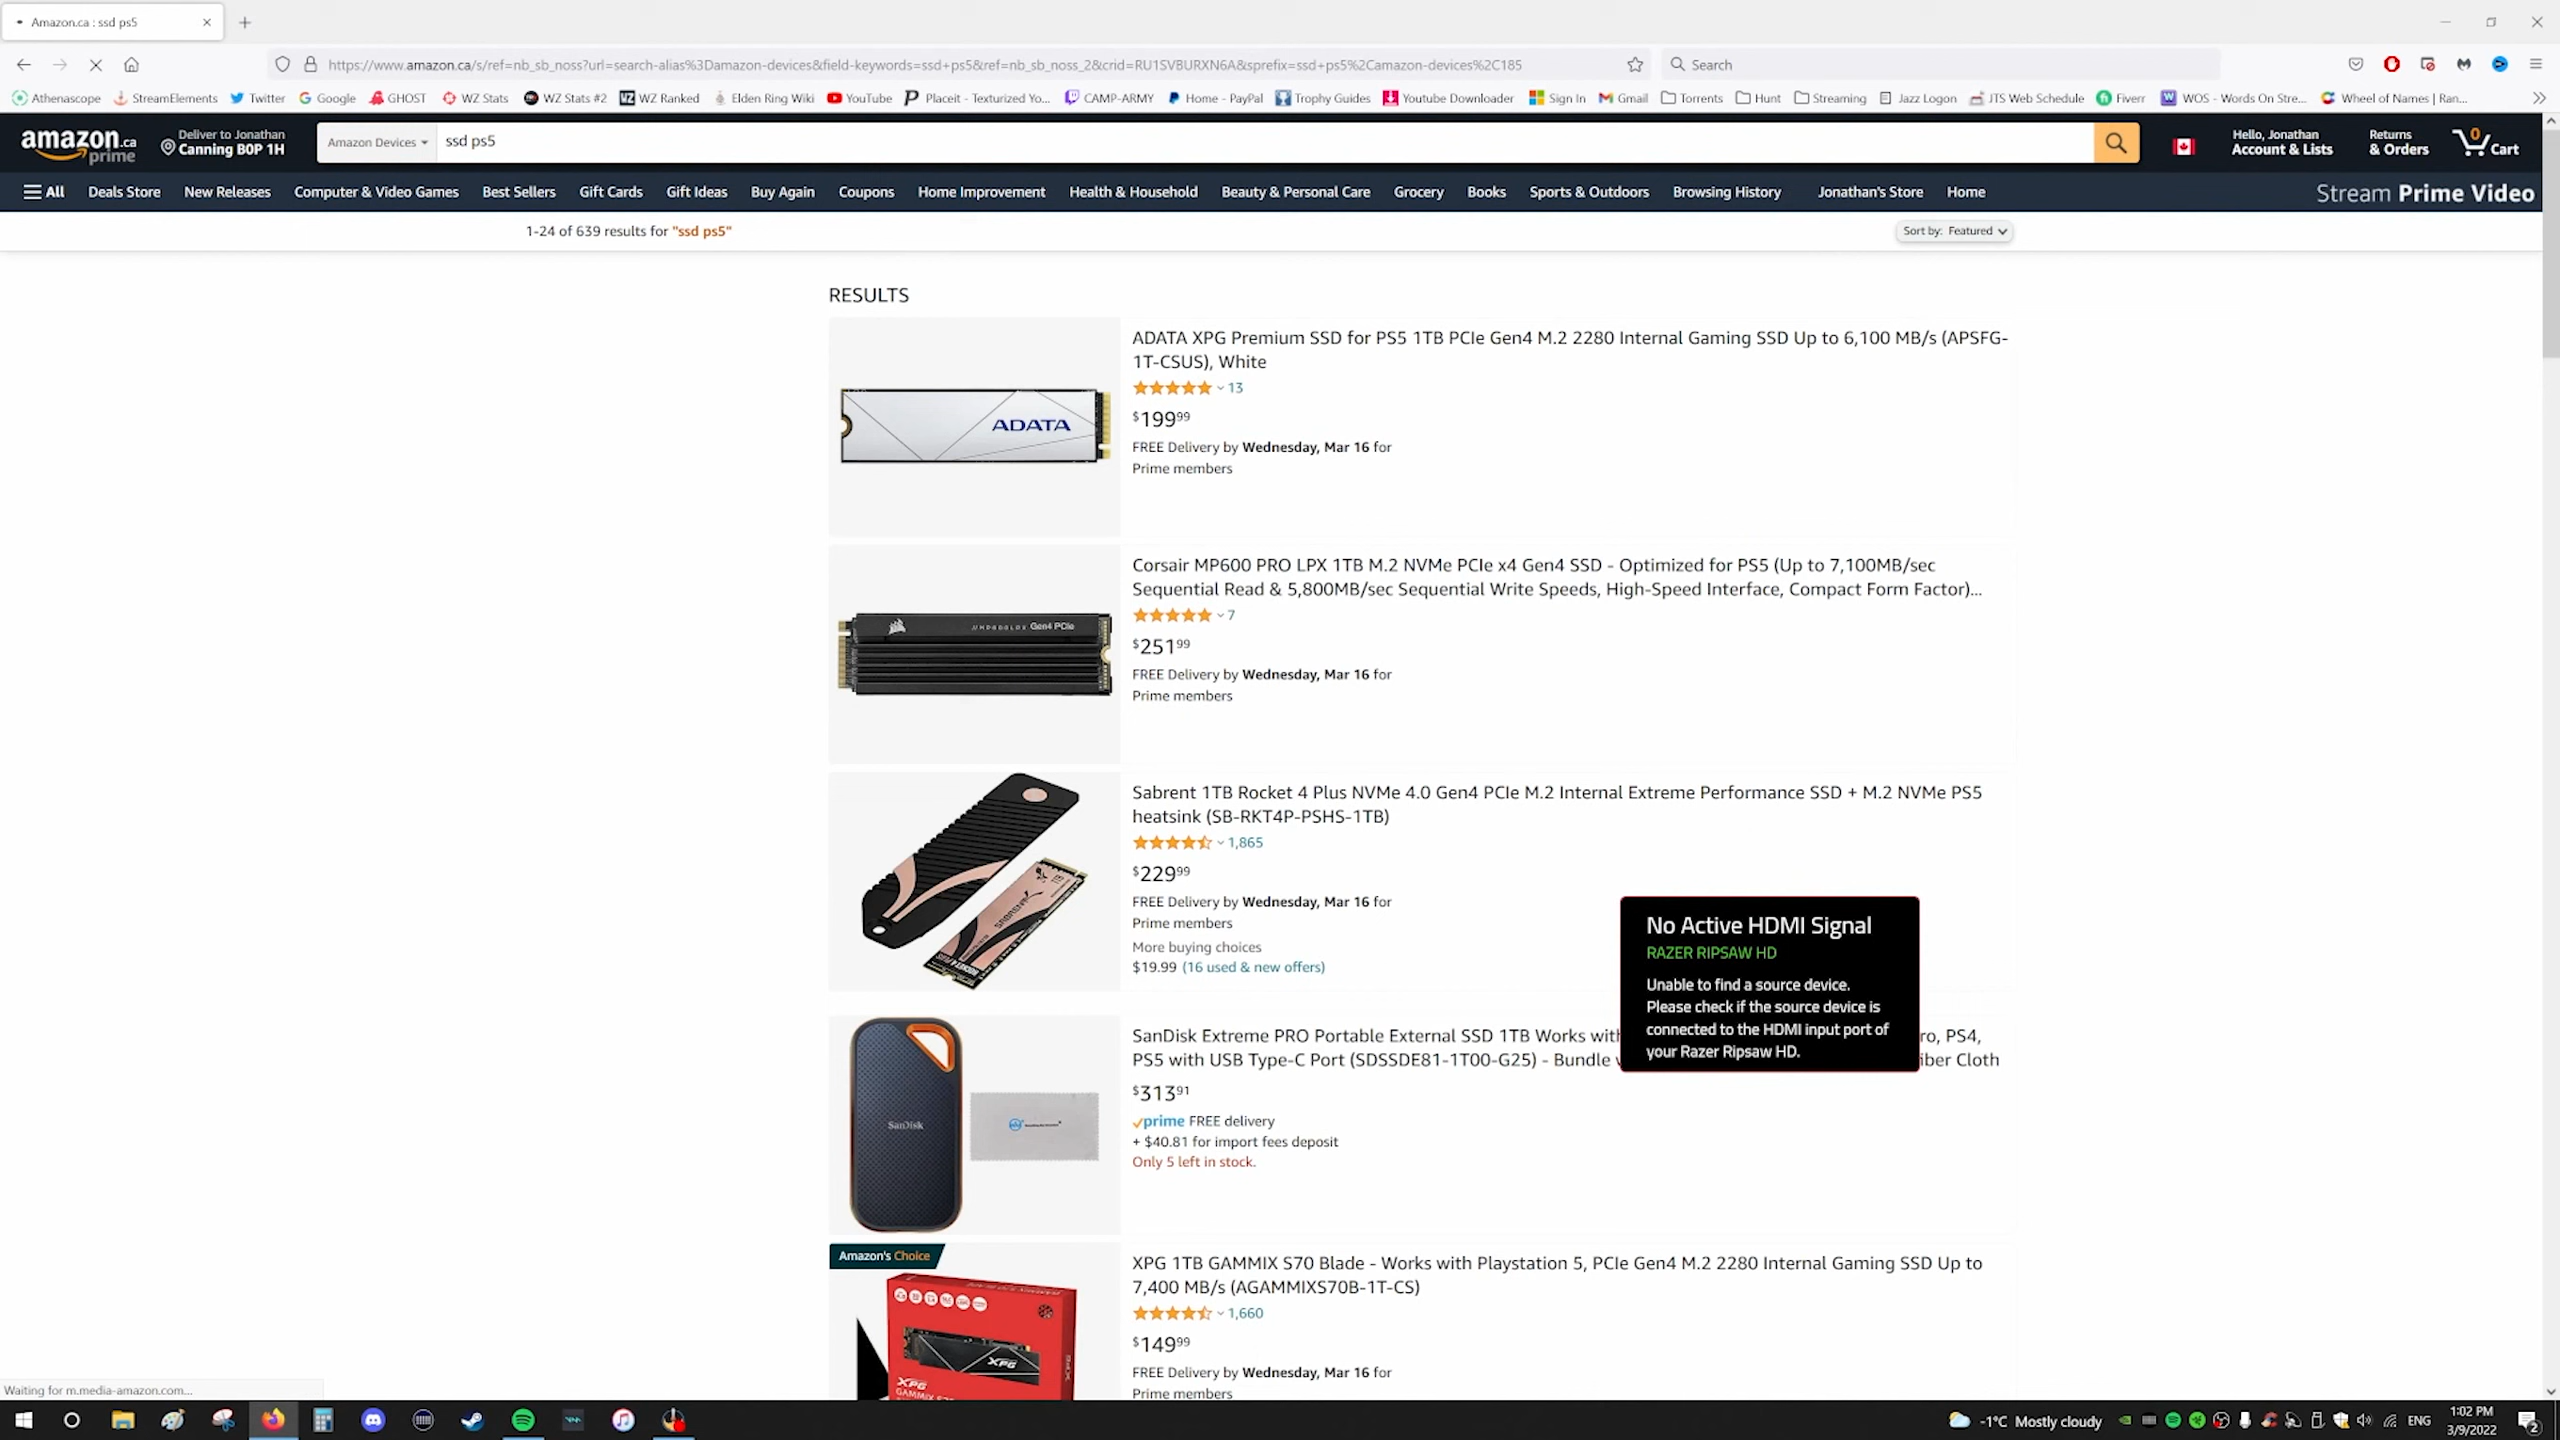 Amazon.ca : ssd ps5
https://www.amazon.ca/s/ref=nb_sb_noss?url=search-alias%3Damazon-devices&field-keywords=ssd+ps5&ref=nb_sb_noss_2&crid=RU1SVBURXN6A&sprefix=ssd+ps5%2Camazon-devices%2C185
Search
Athenascope StreamElements Twitter Google GHOST WZ Stats WZ Stats #2 WZ Ranked Elden Ring Wiki YouTube Placeit - Texturized Yo... CAMP-ARMY Home - PayPal Trophy Guides Youtube Downloader Sign In Gmail Torrents Hunt Streaming Jazz Logon JTS Web Schedule Fiverr WOS - Words On Stre... Wheel of Names | Ran...
amazon.ca
prime
Deliver to Jonathan
Canning B0P 1H
Amazon Devices
ssd ps5
Hello, Jonathan
Account & Lists
Returns
& Orders
0
Cart
All Deals Store New Releases Computer & Video Games Best Sellers Gift Cards Gift Ideas Buy Again Coupons Home Improvement Health & Household Beauty & Personal Care Grocery Books Sports & Outdoors Browsing History Jonathan's Store Home
Stream Prime Video
1-24 of 639 results for "ssd ps5"
Sort by: Featured
RESULTS
ADATA
ADATA XPG Premium SSD for PS5 1TB PCIe Gen4 M.2 2280 Internal Gaming SSD Up to 6,100 MB/s (APSFG-
1T-CSUS), White
13
$199 99
FREE Delivery by Wednesday, Mar 16 for
Prime members
Gen4 PCIe
Corsair MP600 PRO LPX 1TB M.2 NVMe PCIe x4 Gen4 SSD - Optimized for PS5 (Up to 7,100MB/sec
Sequential Read & 5,800MB/sec Sequential Write Speeds, High-Speed Interface, Compact Form Factor)...
7
$251 99
FREE Delivery by Wednesday, Mar 16 for
Prime members
SABRENT
ROCKET 4 PLUS
1TB
Sabrent 1TB Rocket 4 Plus NVMe 4.0 Gen4 PCIe M.2 Internal Extreme Performance SSD + M.2 NVMe PS5
heatsink (SB-RKT4P-PSHS-1TB)
1,865
$229 99
FREE Delivery by Wednesday, Mar 16 for
Prime members
More buying choices
$19.99 (16 used & new offers)
No Active HDMI Signal
RAZER RIPSAW HD
Unable to find a source device.
Please check if the source device is
connected to the HDMI input port of
your Razer Ripsaw HD.
SanDisk
SanDisk Extreme PRO Portable External SSD 1TB Works with ro, PS4,
PS5 with USB Type-C Port (SDSSDE81-1T00-G25) - Bundle iber Cloth
$313 91
prime FREE delivery
+ $40.81 for import fees deposit
Only 5 left in stock.
Amazon's Choice
XPG
XPG
GAMMIX S70
XPG 1TB GAMMIX S70 Blade - Works with Playstation 5, PCIe Gen4 M.2 2280 Internal Gaming SSD Up to
7,400 MB/s (AGAMMIXS70B-1T-CS)
1,660
$149 99
FREE Delivery by Wednesday, Mar 16 for
Prime members
Waiting for m.media-amazon.com...
-1°C Mostly cloudy
ENG
1:02 PM
3/9/2022
2